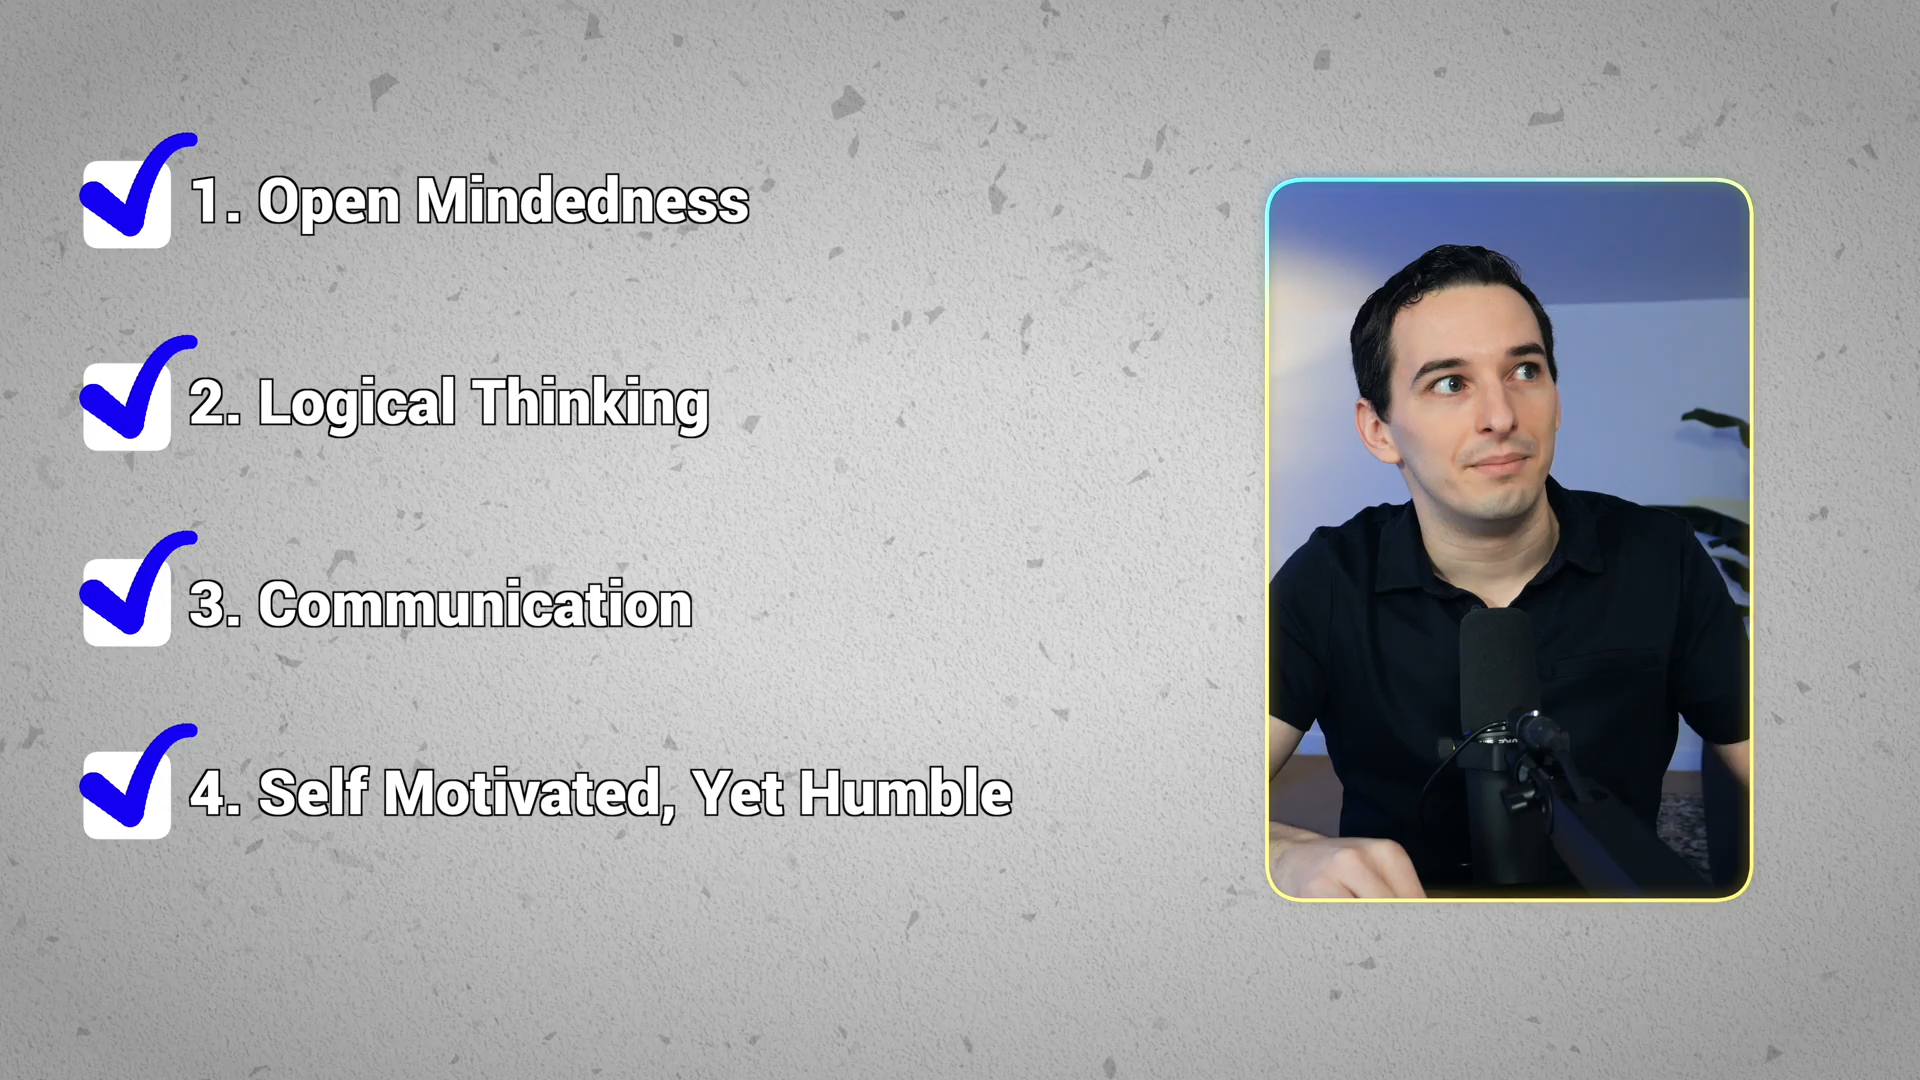 1. Open Mindedness
2. Logical Thinking
3. Communication
4. Self Motivated, Yet Humble